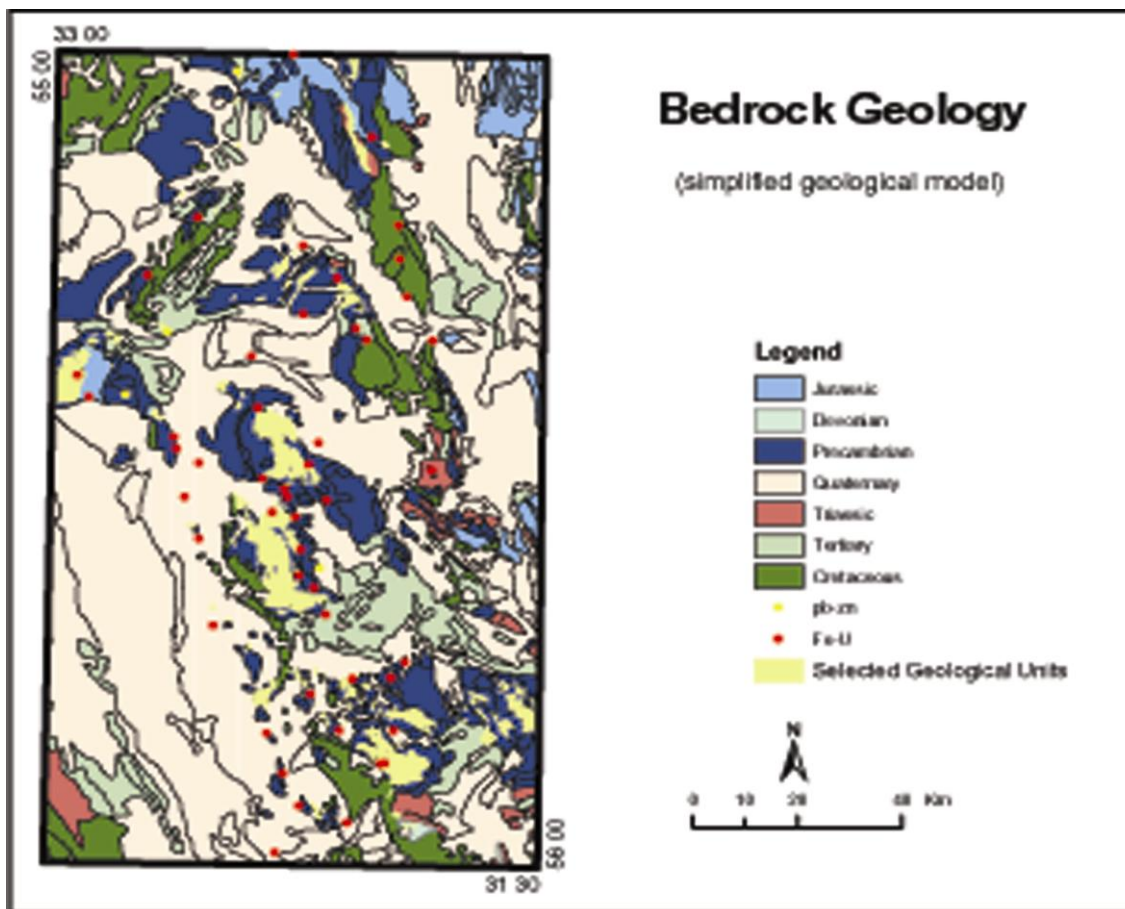 33 00
55 00
Bedrock Geology
(simplified geological model)
Legend
Jurassic
Devonian
Precambrian
Quaternary
Triassic
Tertiary
Cretaceous
pb-zn
Fe-U
Selected Geological Units
N
0 10 20 40 Km
56 00
31 30